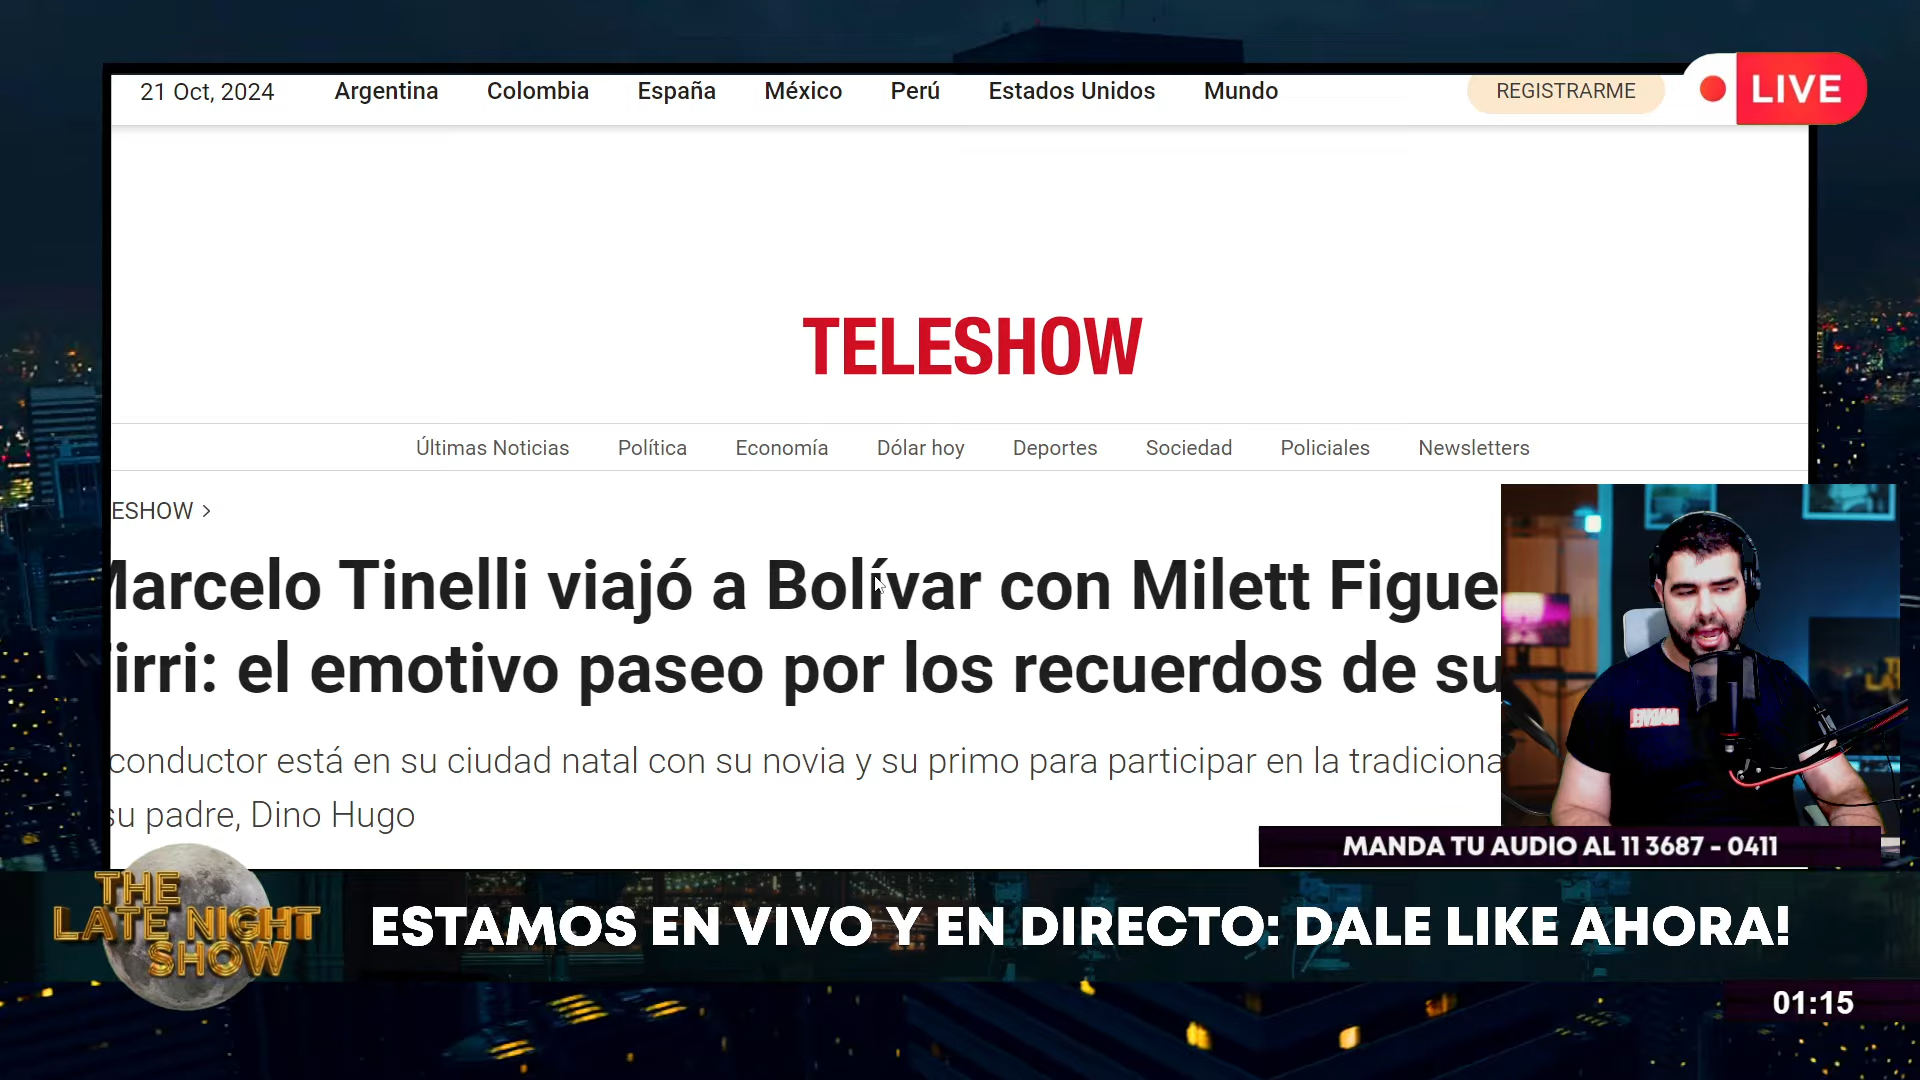 21 Oct, 2024 Argentina Colombia España México Perú Estados Unidos Mundo REGISTRARME
LIVE
TELESHOW
Últimas Noticias Política Economía Dólar hoy Deportes Sociedad Policiales Newsletters
ESHOW >
Marcelo Tinelli viajó a Bolívar con Milett Figue
irri: el emotivo paseo por los recuerdos de su
conductor está en su ciudad natal con su novia y su primo para participar en la tradiciona
su padre, Dino Hugo
MANDA TU AUDIO AL 11 3687 - 0411
THE
LATE NIGHT
SHOW
ESTAMOS EN VIVO Y EN DIRECTO: DALE LIKE AHORA!
01:15